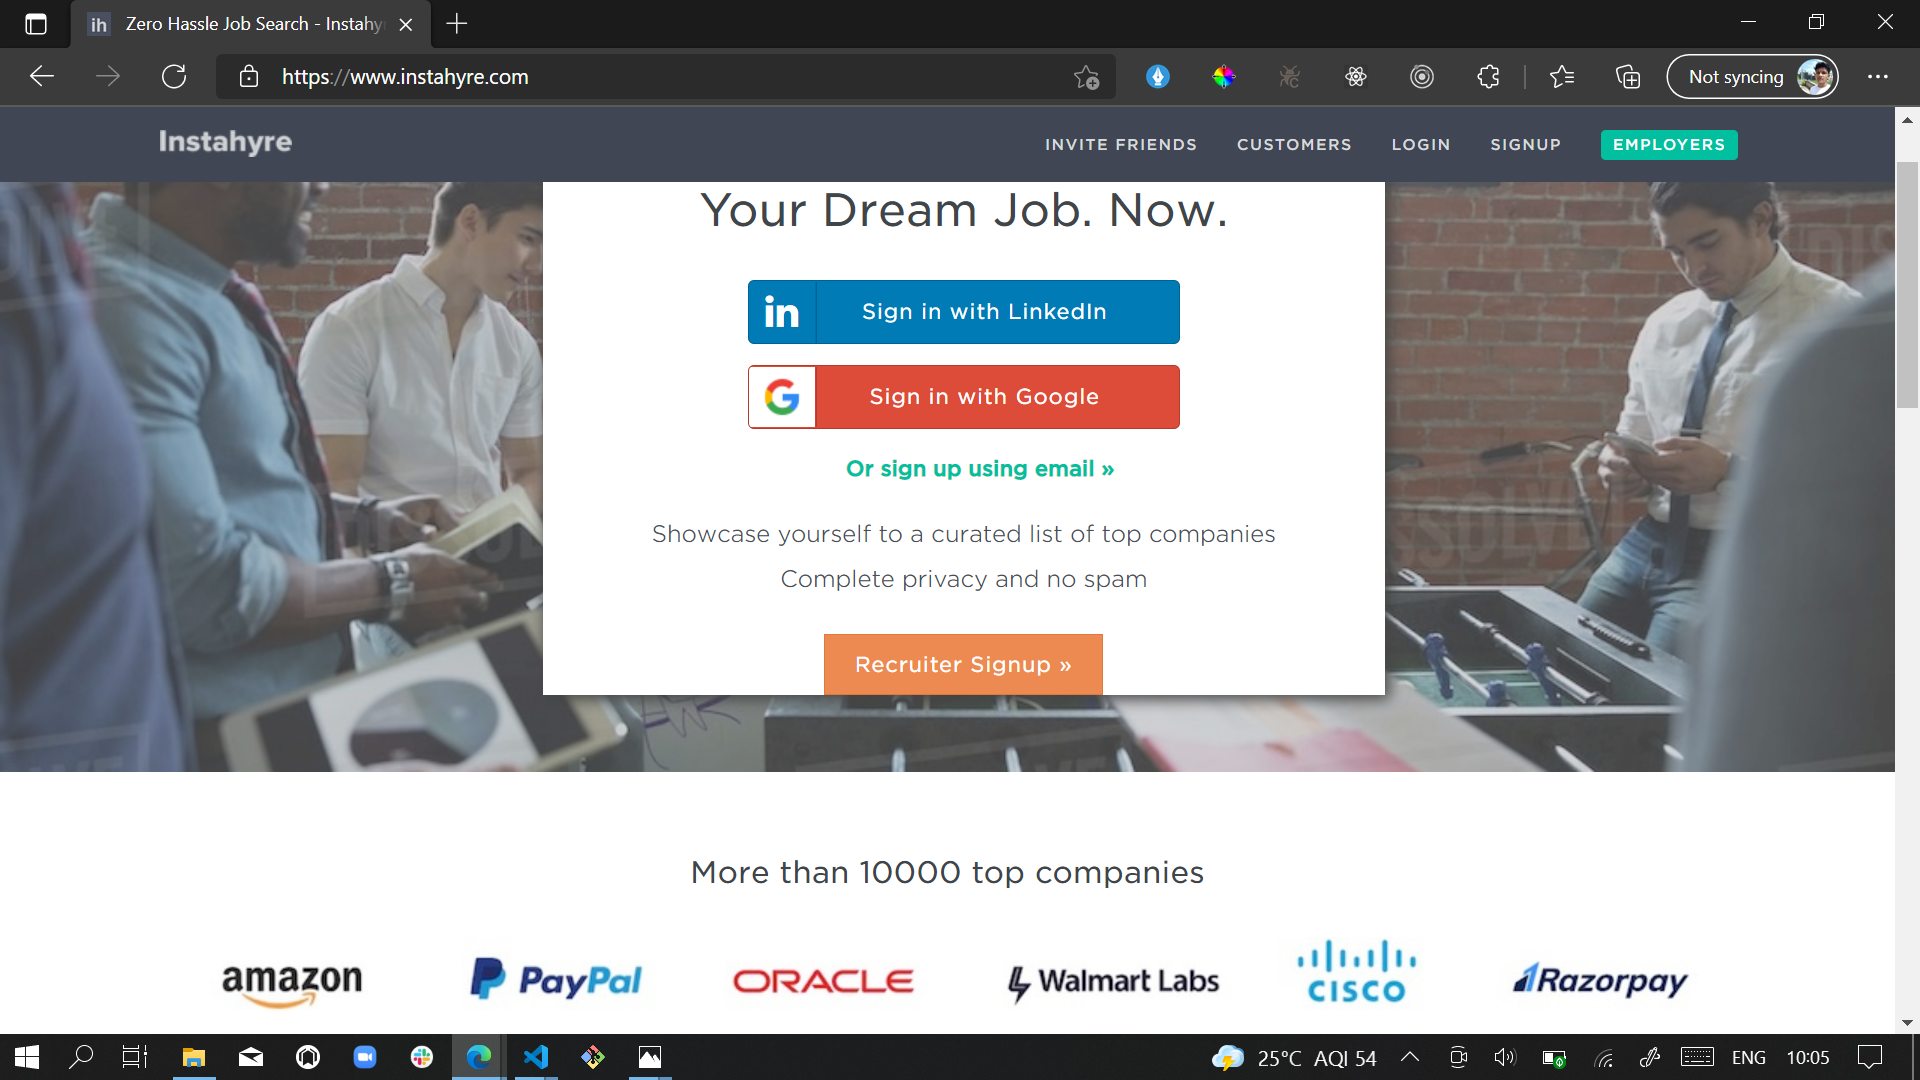 Zero Hassle Job Search - Instahy
https://www.instahyre.com
Not syncing
Instahyre
INVITE FRIENDS
CUSTOMERS
LOGIN
SIGNUP
EMPLOYERS
Your Dream Job. Now.
in Sign in with LinkedIn
G Sign in with Google
Or sign up using email »
Showcase yourself to a curated list of top companies
Complete privacy and no spam
Recruiter Signup »
More than 10000 top companies
amazon
PayPal
ORACLE
Walmart Labs
CISCO
Razorpay
25°C AQI 54
ENG
10:05